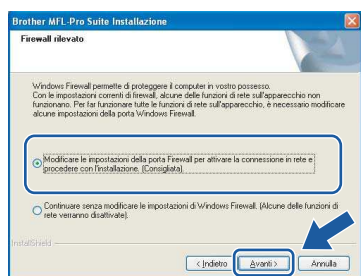 Brother MFL-Pro Suite Installazione
Firewall rilevato
Windows Firewall permette di proteggere il computer in vostro possesso.
Con le impostazioni correnti di firewall, alcune delle funzioni di rete sull'apparecchio non
funzionano. Per far funzionare tutte le funzioni di rete sull'apparecchio, è necessario modificare
alcune impostazioni della porta Windows Firewall.
Modificare le impostazioni della porta Firewall per attivare la connessione in rete e
procedere con l'installazione. (Consigliata).
Continuare senza modificare le impostazioni di Windows Firewall. (Alcune delle funzioni di
rete verranno disattivate).
InstallShield
< Indietro
Avanti >
Annulla